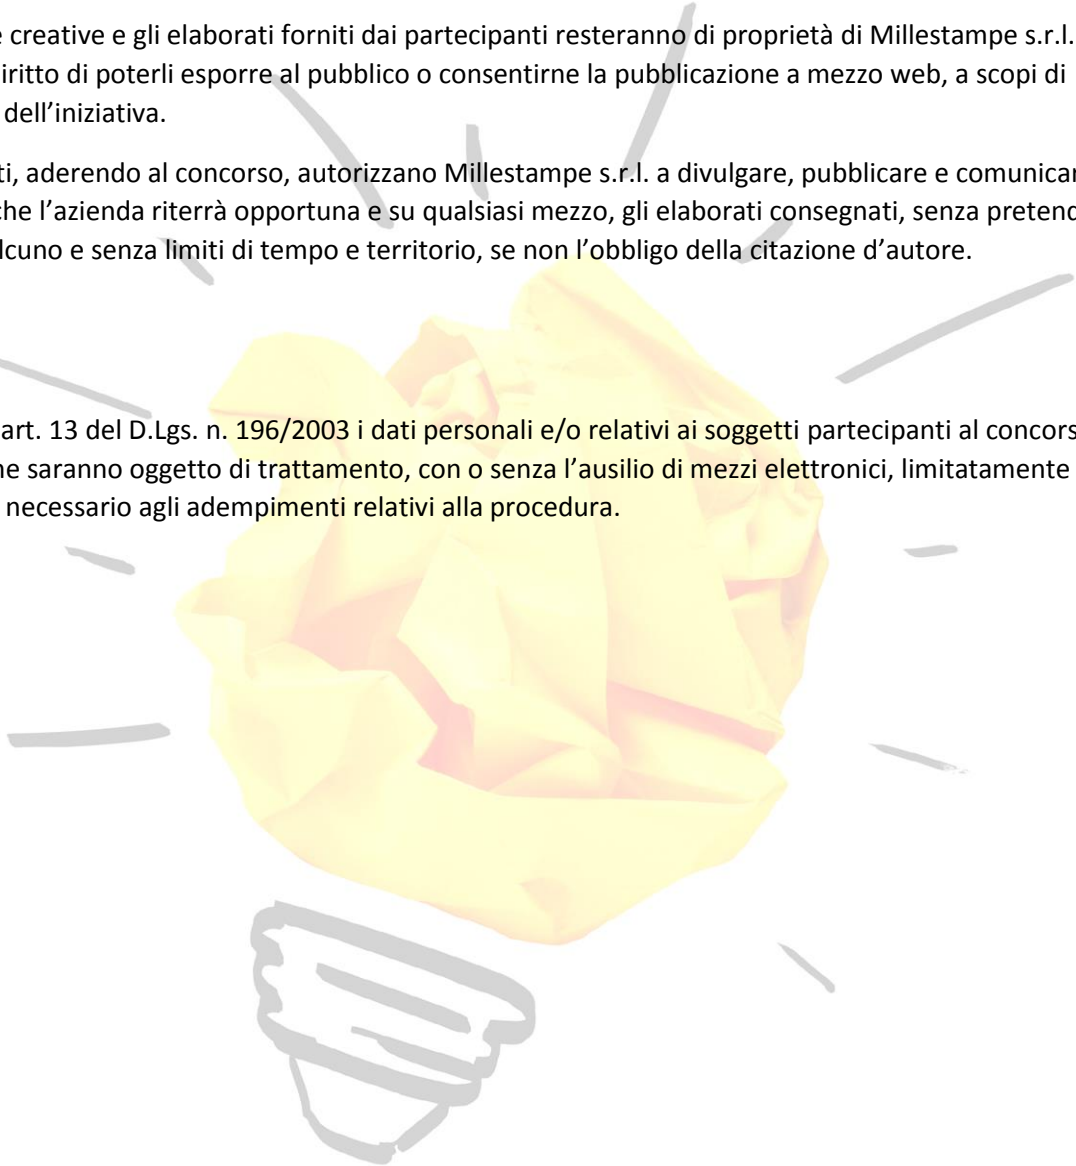 e creative e gli elaborati forniti dai partecipanti resteranno di proprietà di Millestampe s.r.l.
iritto di poterli esporre al pubblico o consentirne la pubblicazione a mezzo web, a scopi di
dell’iniziativa.
ti, aderendo al concorso, autorizzano Millestampe s.r.l. a divulgare, pubblicare e comunicar
che l’azienda riterrà opportuna e su qualsiasi mezzo, gli elaborati consegnati, senza pretend
lcuno e senza limiti di tempo e territorio, se non l’obbligo della citazione d’autore.
art. 13 del D.Lgs. n. 196/2003 i dati personali e/o relativi ai soggetti partecipanti al concors
ne saranno oggetto di trattamento, con o senza l’ausilio di mezzi elettronici, limitatamente
necessario agli adempimenti relativi alla procedura.